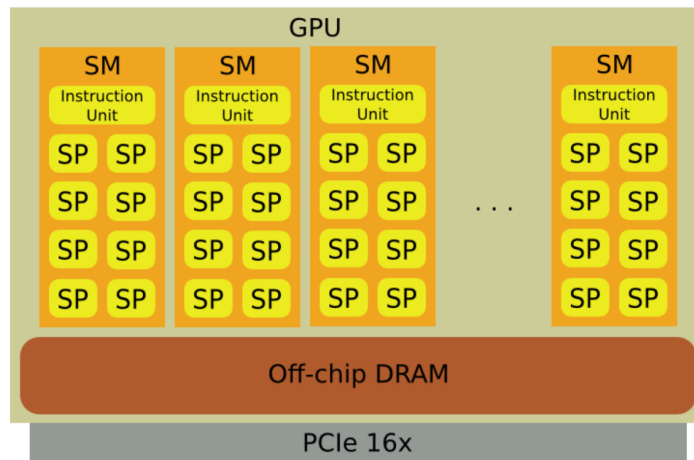 GPU
SM SM SM SM
Instruction Unit Instruction Unit Instruction Unit Instruction Unit
SP SP SP SP SP SP SP SP
SP SP SP SP SP SP . . . SP SP
SP SP SP SP SP SP SP SP
SP SP SP SP SP SP SP SP
Off-chip DRAM
PCIe 16x